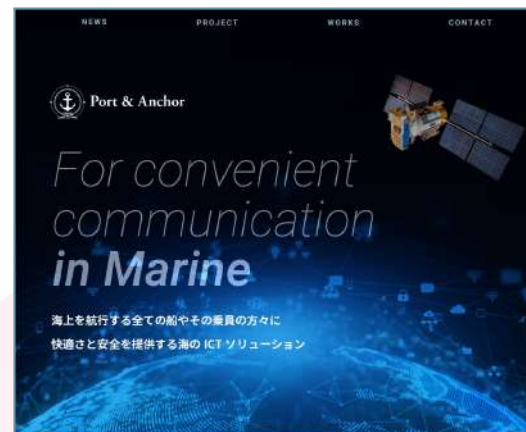 NEWS PROJECT WORKS CONTACT
Port & Anchor
For convenient
communication
in Marine
海上を航行する全ての船やその乗員の方々に
快適さと安全を提供する海の ICT ソリューション